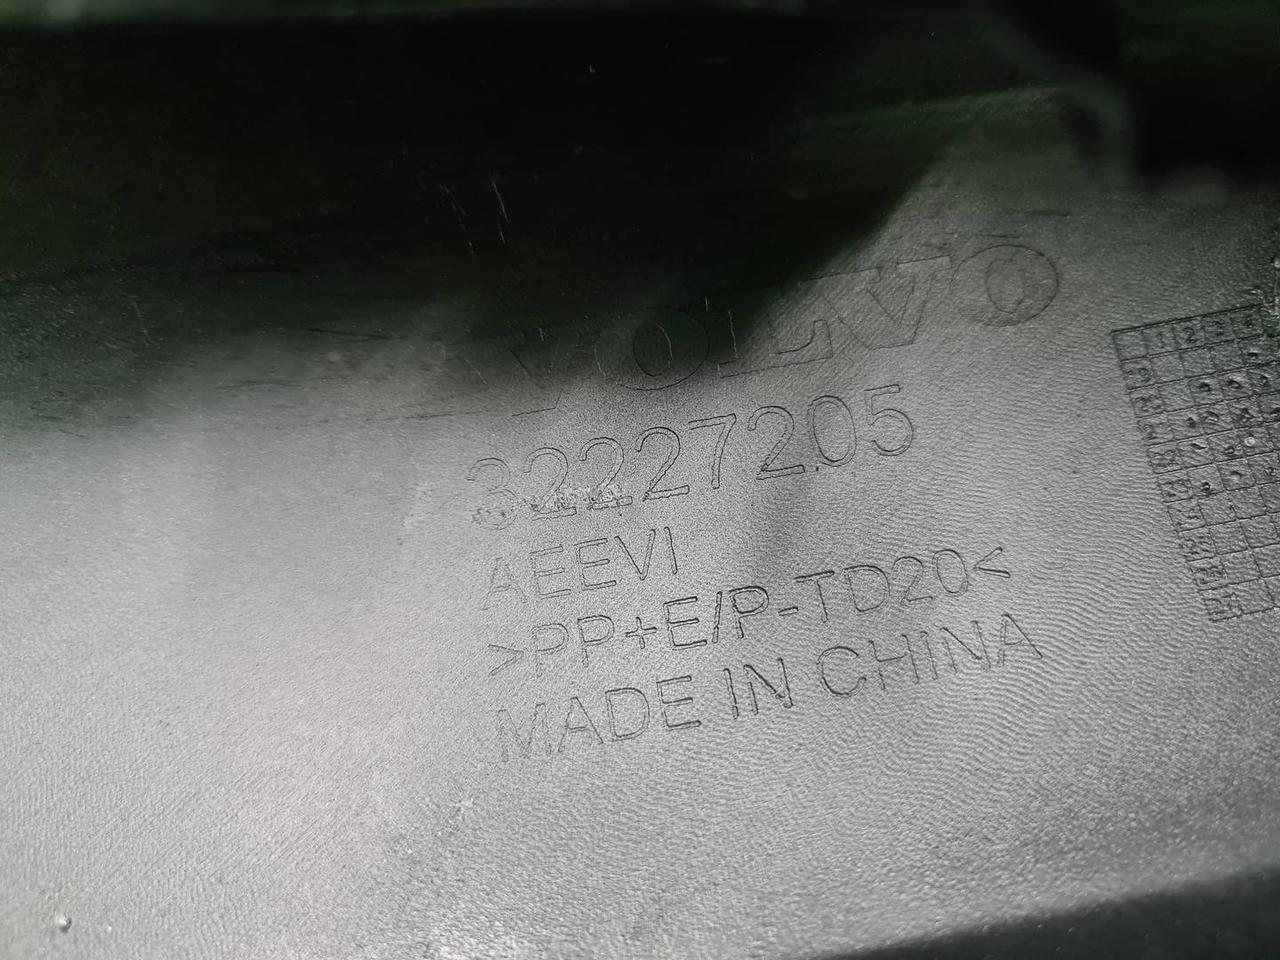 VOLVO
32227205
AEEVI
>PP+E/P-TD20<
MADE IN CHINA